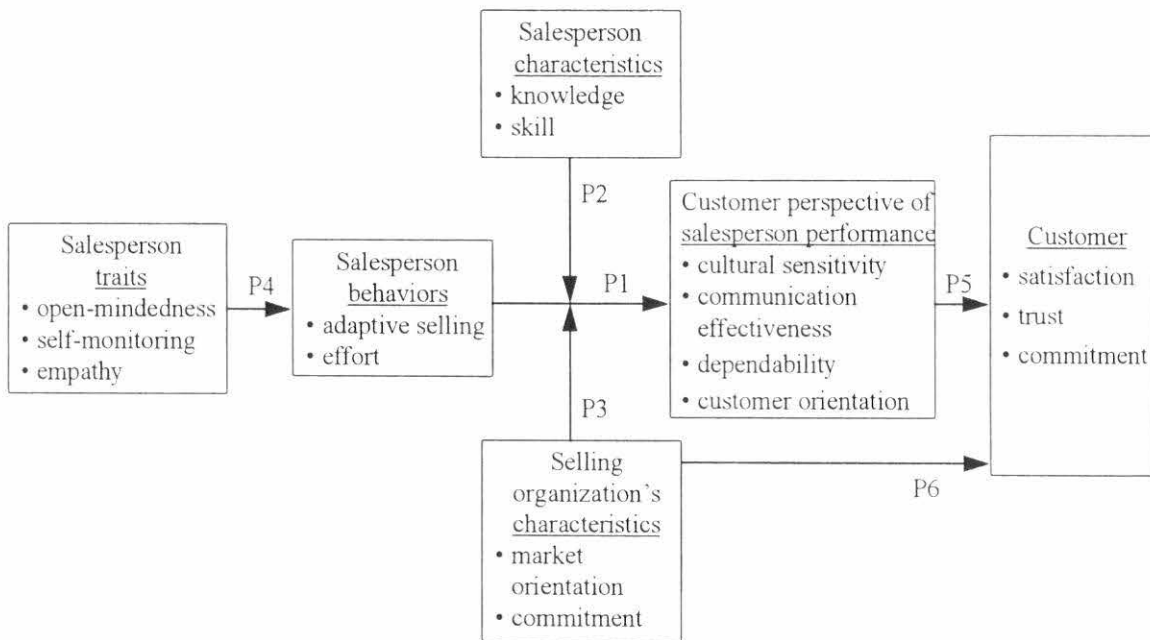 Salesperson
characteristics
• knowledge
• skill
P2
Salesperson
traits
• open-mindedness
• self-monitoring
• empathy
P4
Salesperson
behaviors
• adaptive selling
• effort
P1
Customer perspective of
salesperson performance
• cultural sensitivity
• communication
effectiveness
• dependability
• customer orientation
P5
Customer
• satisfaction
• trust
• commitment
P3
Selling
organization's
characteristics
• market
orientation
• commitment
P6